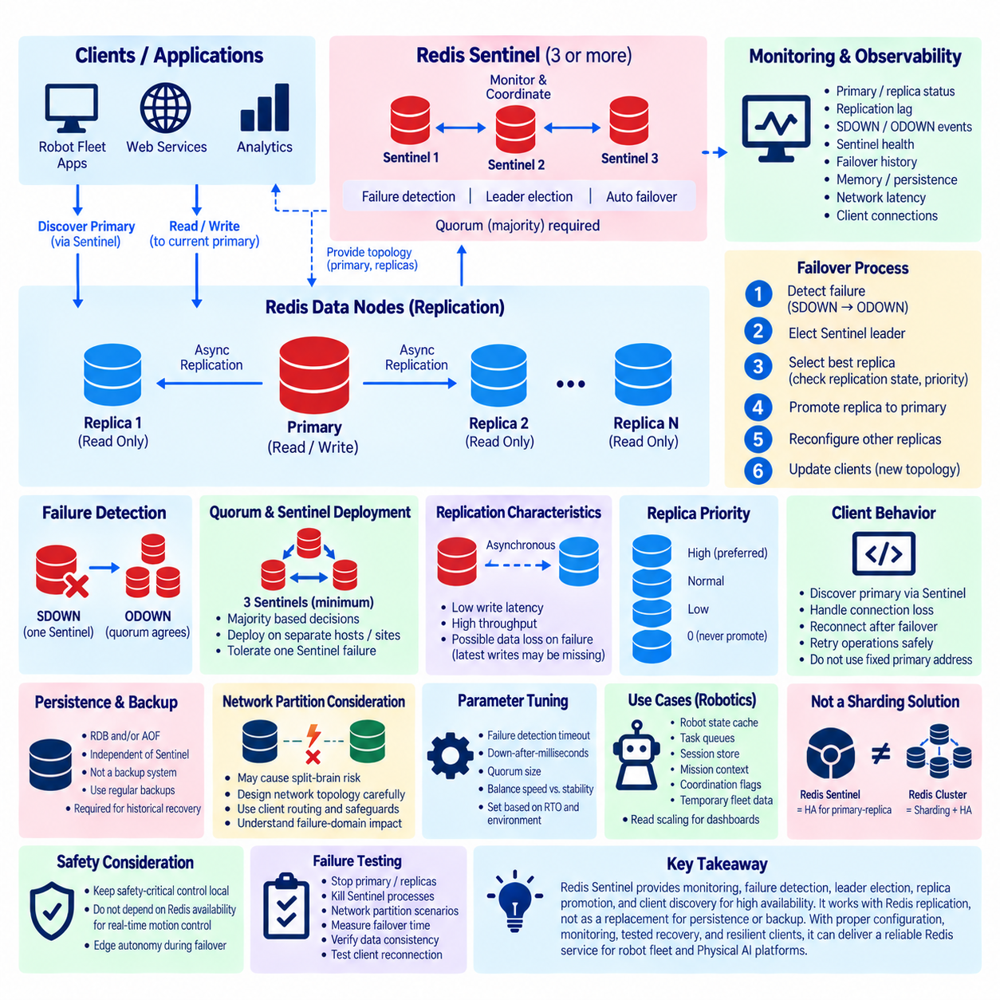 Clients / Applications
Robot Fleet
Apps
Web Services
Analytics
Redis Sentinel (3 or more)
Monitor &
Coordinate
Sentinel 1
Sentinel 2
Sentinel 3
Failure detection | Leader election | Auto failover
Quorum (majority) required
Monitoring & Observability
• Primary / replica status
• Replication lag
• SDOWN / ODOWN events
• Sentinel health
• Failover history
• Memory / persistence
• Network latency
• Client connections
Discover Primary
(via Sentinel)
Read / Write
(to current primary)
Provide topology
(primary, replicas)
Redis Data Nodes (Replication)
Async
Replication
Async
Replication
Replica 1
(Read Only)
Primary
(Read / Write)
Replica 2
(Read Only)
Replica N
(Read Only)
Failover Process
1 Detect failure
(SDOWN → ODOWN)
2 Elect Sentinel leader
3 Select best replica
(check replication state, priority)
4 Promote replica to primary
5 Reconfigure other replicas
6 Update clients (new topology)
Failure Detection
SDOWN
(one Sentinel)
ODOWN
(quorum agrees)
Quorum & Sentinel Deployment
3 Sentinels (minimum)
• Majority based decisions
• Deploy on separate hosts / sites
• Tolerate one Sentinel failure
Replication Characteristics
Asynchronous
• Low write latency
• High throughput
• Possible data loss on failure
(latest writes may be missing)
Replica Priority
High (preferred)
Normal
Low
0 (never promote)
Client Behavior
</>
• Discover primary via Sentinel
• Handle connection loss
• Reconnect after failover
• Retry operations safely
• Do not use fixed primary address
Persistence & Backup
• RDB and/or AOF
• Independent of Sentinel
• Not a backup system
• Use regular backups
• Required for historical recovery
Network Partition Consideration
• May cause split-brain risk
• Design network topology carefully
• Use client routing and safeguards
• Understand failure-domain impact
Parameter Tuning
• Failure detection timeout
• Down-after-milliseconds
• Quorum size
• Balance speed vs. stability
• Set based on RTO and
environment
Use Cases (Robotics)
• Robot state cache
• Task queues
• Session store
• Mission context
• Coordination flags
• Temporary fleet data
• Read scaling for dashboards
Not a Sharding Solution
≠
Redis Sentinel
= HA for primary-replica
Redis Cluster
= Sharding + HA
Safety Consideration
• Keep safety-critical control local
• Do not depend on Redis availability
for real-time motion control
• Edge autonomy during failover
Failure Testing
• Stop primary / replicas
• Kill Sentinel processes
• Network partition scenarios
• Measure failover time
• Verify data consistency
• Test client reconnection
Key Takeaway
Redis Sentinel provides monitoring, failure detection, leader election, replica
promotion, and client discovery for high availability. It works with Redis replication,
not as a replacement for persistence or backup. With proper configuration,
monitoring, tested recovery, and resilient clients, it can deliver a reliable Redis
service for robot fleet and Physical AI platforms.